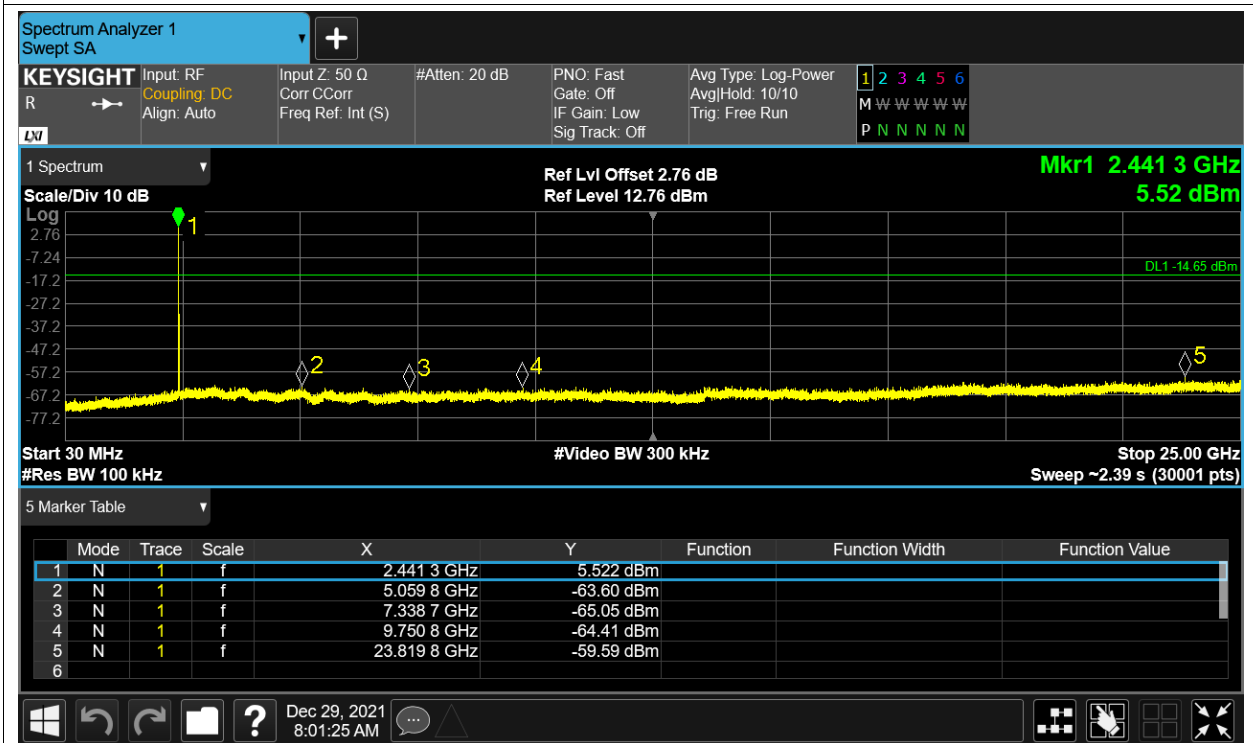 Spectrum Analyzer 1
Swept SA
KEYSIGHT
R
LXI
Input: RF
Coupling: DC
Align: Auto
Input Z: 50 Ω
Corr CCorr
Freq Ref: Int (S)
#Atten: 20 dB
PNO: Fast
Gate: Off
IF Gain: Low
Sig Track: Off
Avg Type: Log-Power
Avg|Hold: 10/10
Trig: Free Run
1 2 3 4 5 6
M W W W W W
P N N N N N
1 Spectrum
Scale/Div 10 dB
Ref Lvl Offset 2.76 dB
Ref Level 12.76 dBm
Mkr1 2.441 3 GHz
5.52 dBm
Log
2.76
-7.24
-17.2
-27.2
-37.2
-47.2
-57.2
-67.2
-77.2
1
DL1 -14.65 dBm
2
3
4
5
Start 30 MHz
#Video BW 300 kHz
Stop 25.00 GHz
#Res BW 100 kHz
Sweep ~2.39 s (30001 pts)
5 Marker Table
Mode Trace Scale X Y Function Function Width Function Value
1 N 1 f 2.441 3 GHz 5.522 dBm
2 N 1 f 5.059 8 GHz -63.60 dBm
3 N 1 f 7.338 7 GHz -65.05 dBm
4 N 1 f 9.750 8 GHz -64.41 dBm
5 N 1 f 23.819 8 GHz -59.59 dBm
6
?
Dec 29, 2021
8:01:25 AM